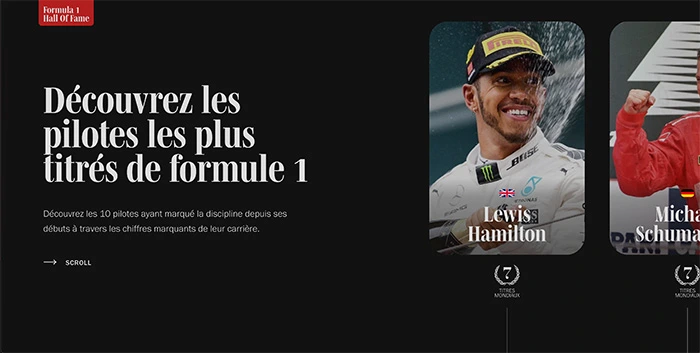 Formula 1
Hall Of Fame
Découvrez les
pilotes les plus
titrés de formule 1
Découvrez les 10 pilotes ayant marqué la discipline depuis ses
débuts à travers les chiffres marquants de leur carrière.
SCROLL
PIRELLI
BOSE
Lewis
Hamilton
7
TITRES
MONDIAUX
Micha
Schuma
7
TITRES
MONDIAUX